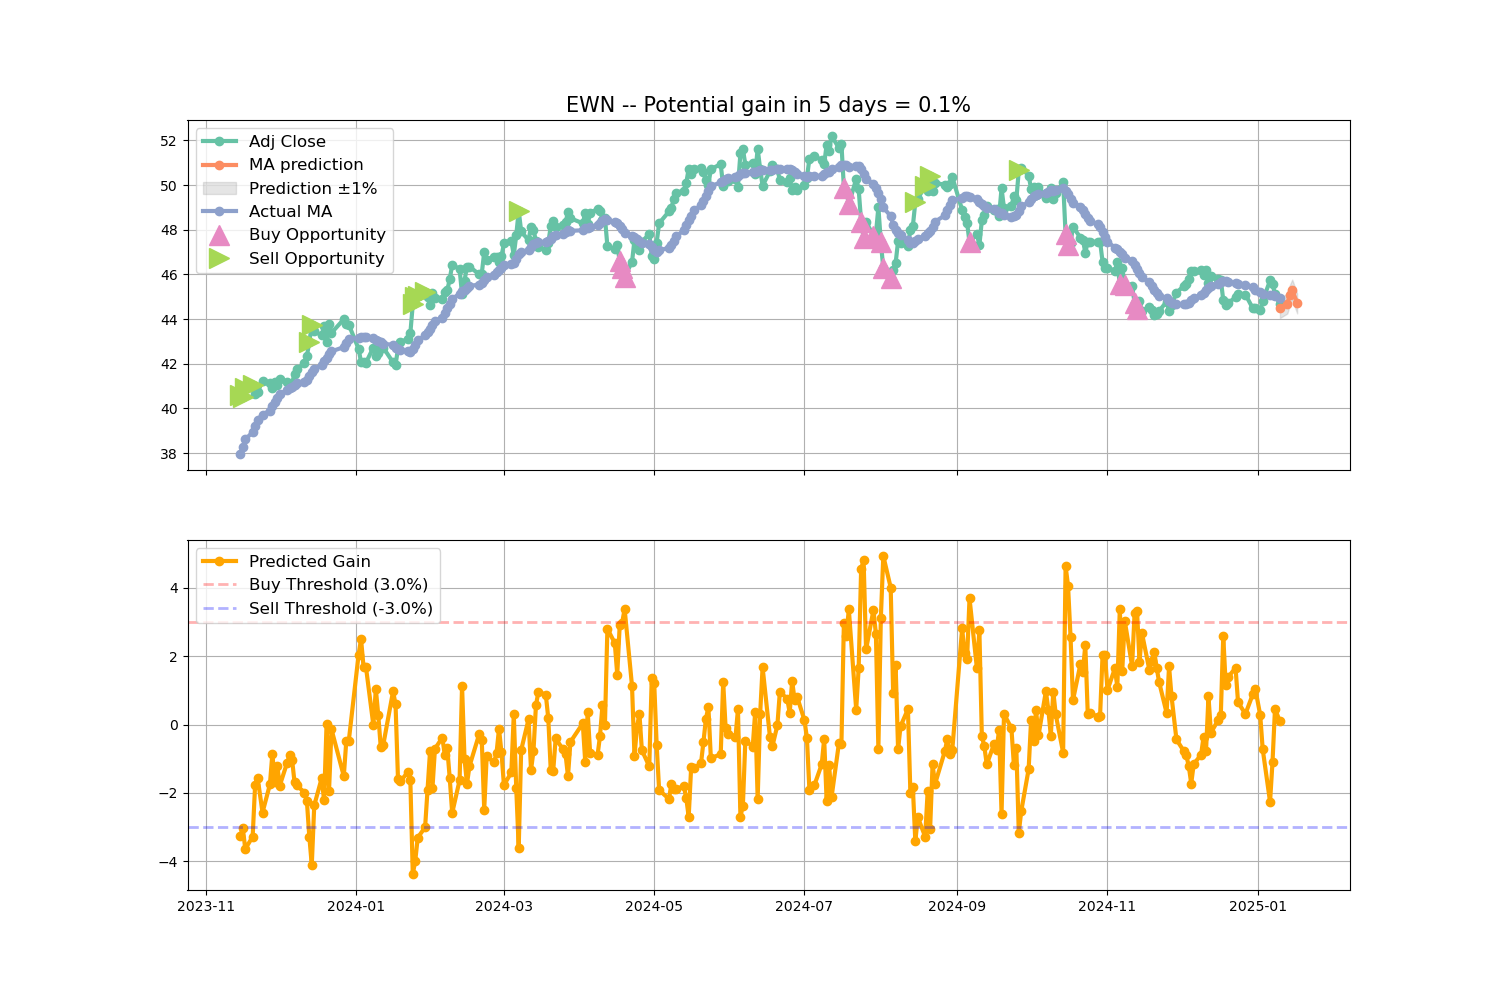 EWN -- Potential gain in 5 days = 0.1%
Adj Close
MA prediction
Prediction ±1%
Actual MA
Buy Opportunity
Sell Opportunity
52
50
48
46
44
42
40
38
Predicted Gain
Buy Threshold (3.0%)
Sell Threshold (-3.0%)
4
2
0
−2
−4
2023-11 2024-01 2024-03 2024-05 2024-07 2024-09 2024-11 2025-01